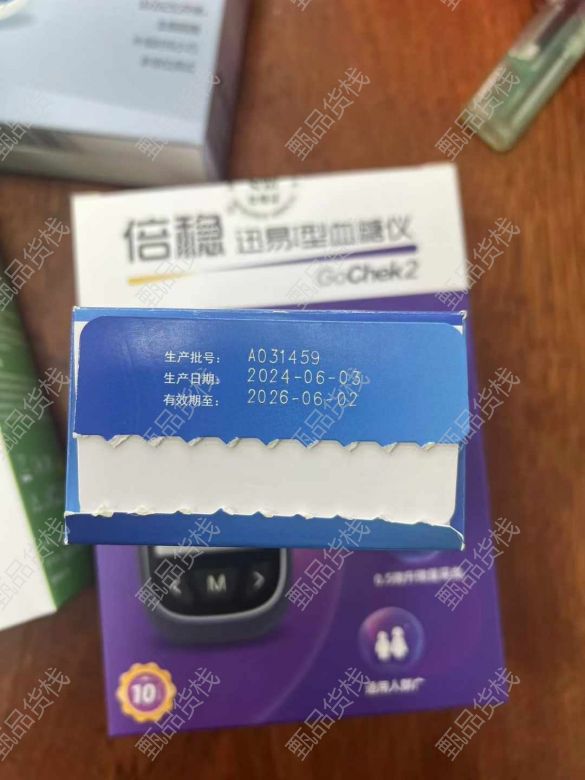 倍稳 迅易I型血糖仪
GoChek2
生产批号: A031459
生产日期: 2024-06-03
有效期至: 2026-06-02
< M >
适用人群广
10
甄品货栈